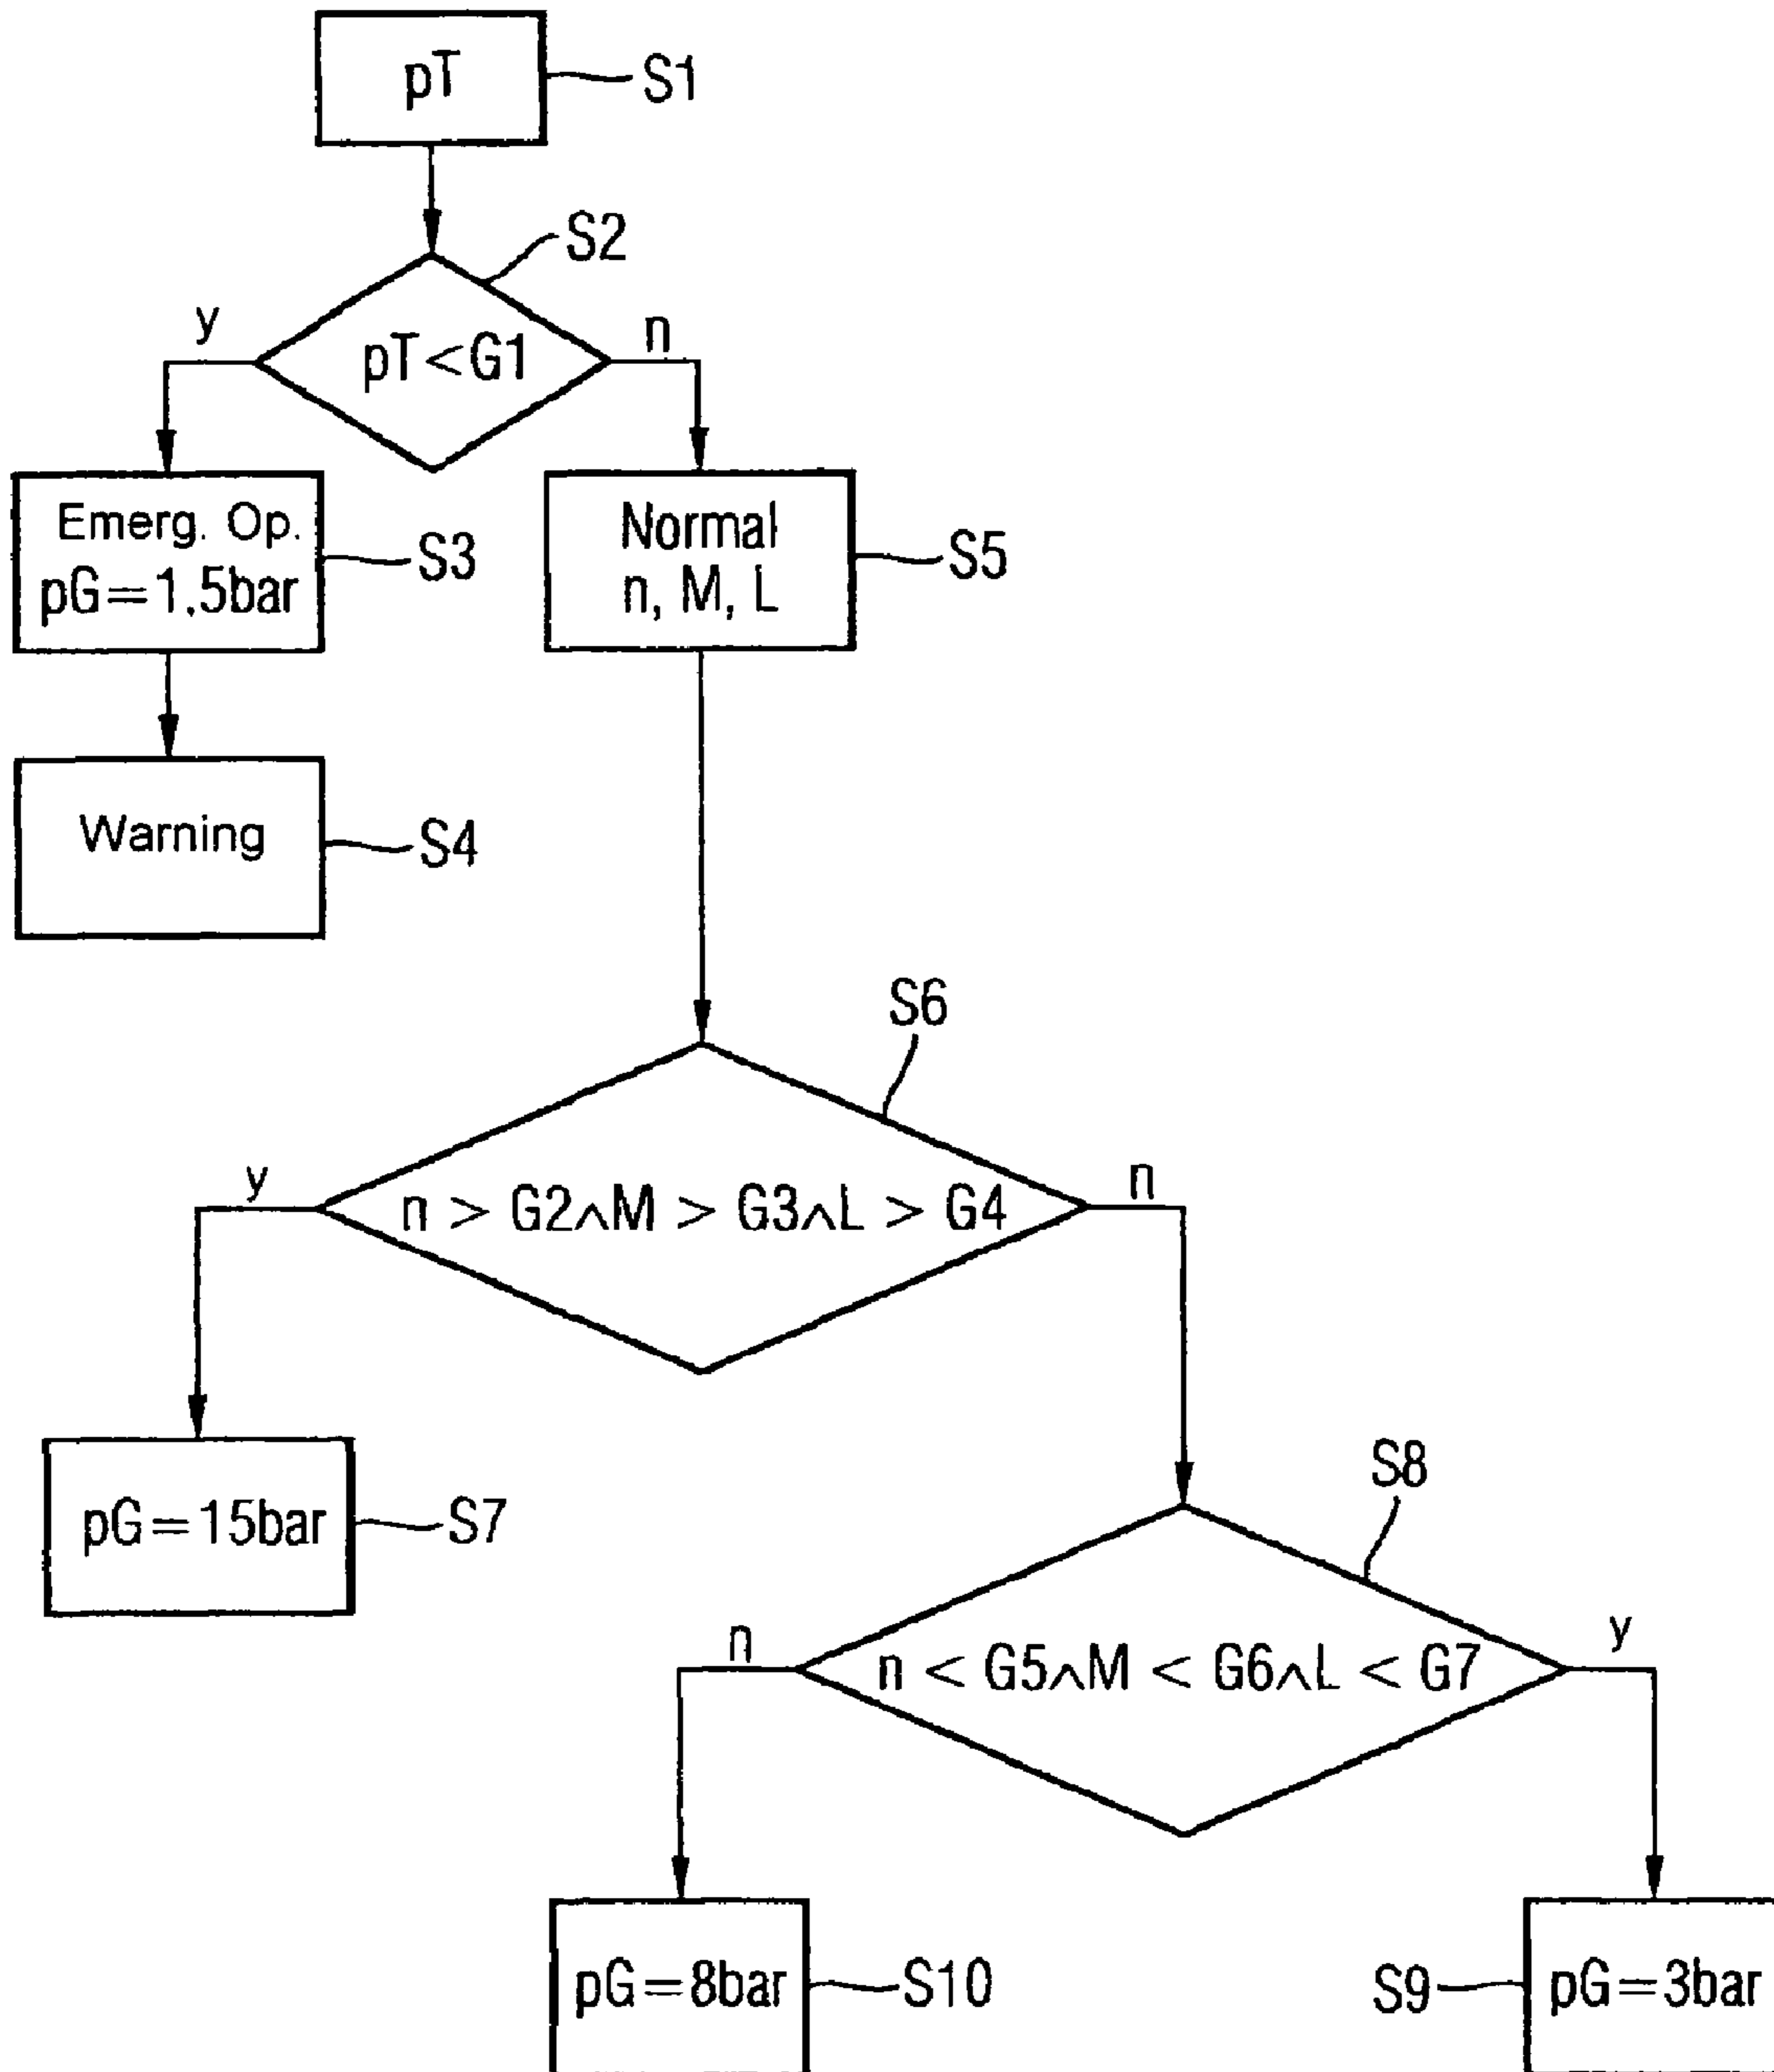 pT
S1
S2
y
n
pT<G1
Emerg. Op.
pG=1,5bar
S3
Normal
n, M, L
S5
Warning
S4
S6
y
n
n > G2∧M > G3∧L > G4
pG=15bar
S7
S8
n
y
n < G5∧M < G6∧L < G7
pG=8bar
S10
S9
pG=3bar